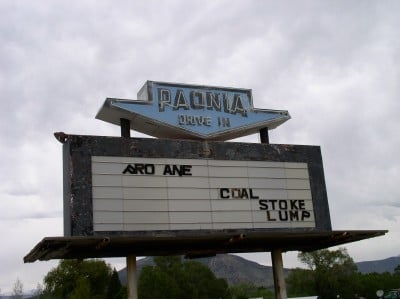 PAONIA
DRIVE IN
ARO ANE
COAL
STOKE
LUMP